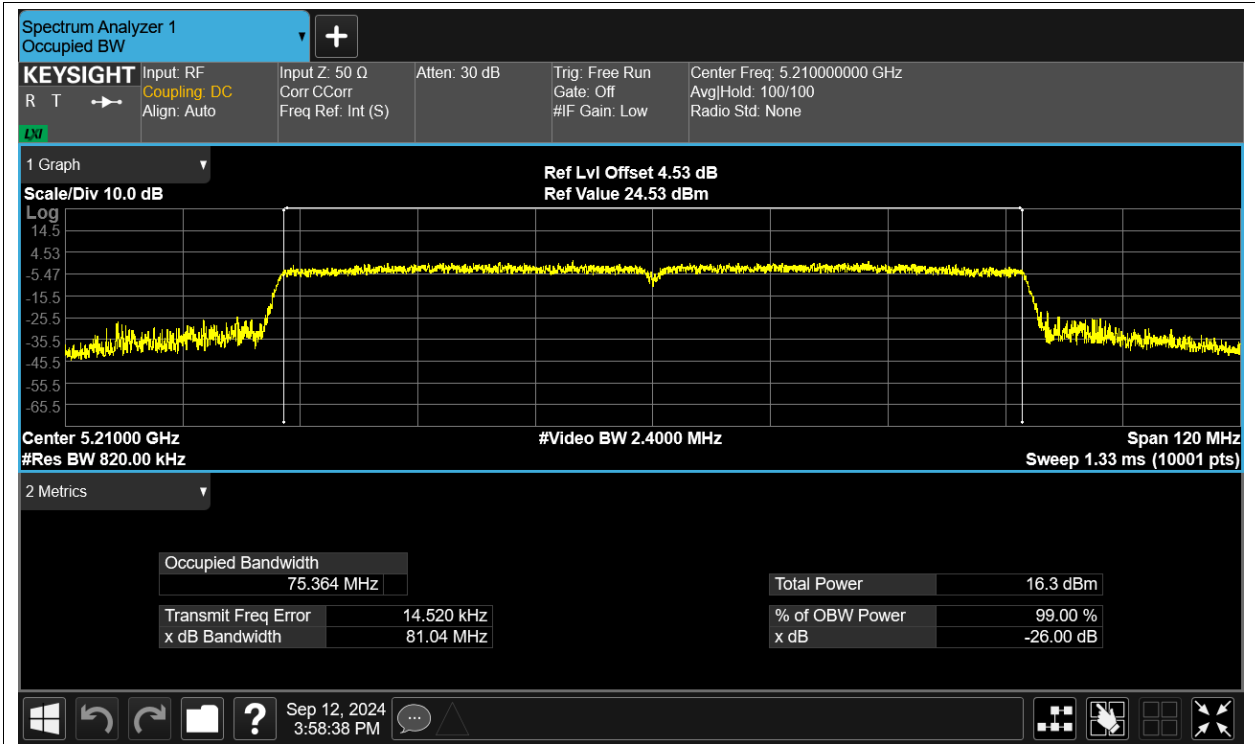 Spectrum Analyzer 1
Occupied BW
KEYSIGHT
R T
LXI
Input: RF
Coupling: DC
Align: Auto
Input Z: 50 Ω
Corr CCorr
Freq Ref: Int (S)
Atten: 30 dB
Trig: Free Run
Gate: Off
#IF Gain: Low
Center Freq: 5.210000000 GHz
Avg|Hold: 100/100
Radio Std: None
1 Graph
Ref Lvl Offset 4.53 dB
Scale/Div 10.0 dB
Ref Value 24.53 dBm
Log
14.5
4.53
-5.47
-15.5
-25.5
-35.5
-45.5
-55.5
-65.5
Center 5.21000 GHz
#Video BW 2.4000 MHz
Span 120 MHz
#Res BW 820.00 kHz
Sweep 1.33 ms (10001 pts)
2 Metrics
Occupied Bandwidth
75.364 MHz
Total Power 16.3 dBm
Transmit Freq Error 14.520 kHz
% of OBW Power 99.00 %
x dB Bandwidth 81.04 MHz
x dB -26.00 dB
?
Sep 12, 2024
3:58:38 PM